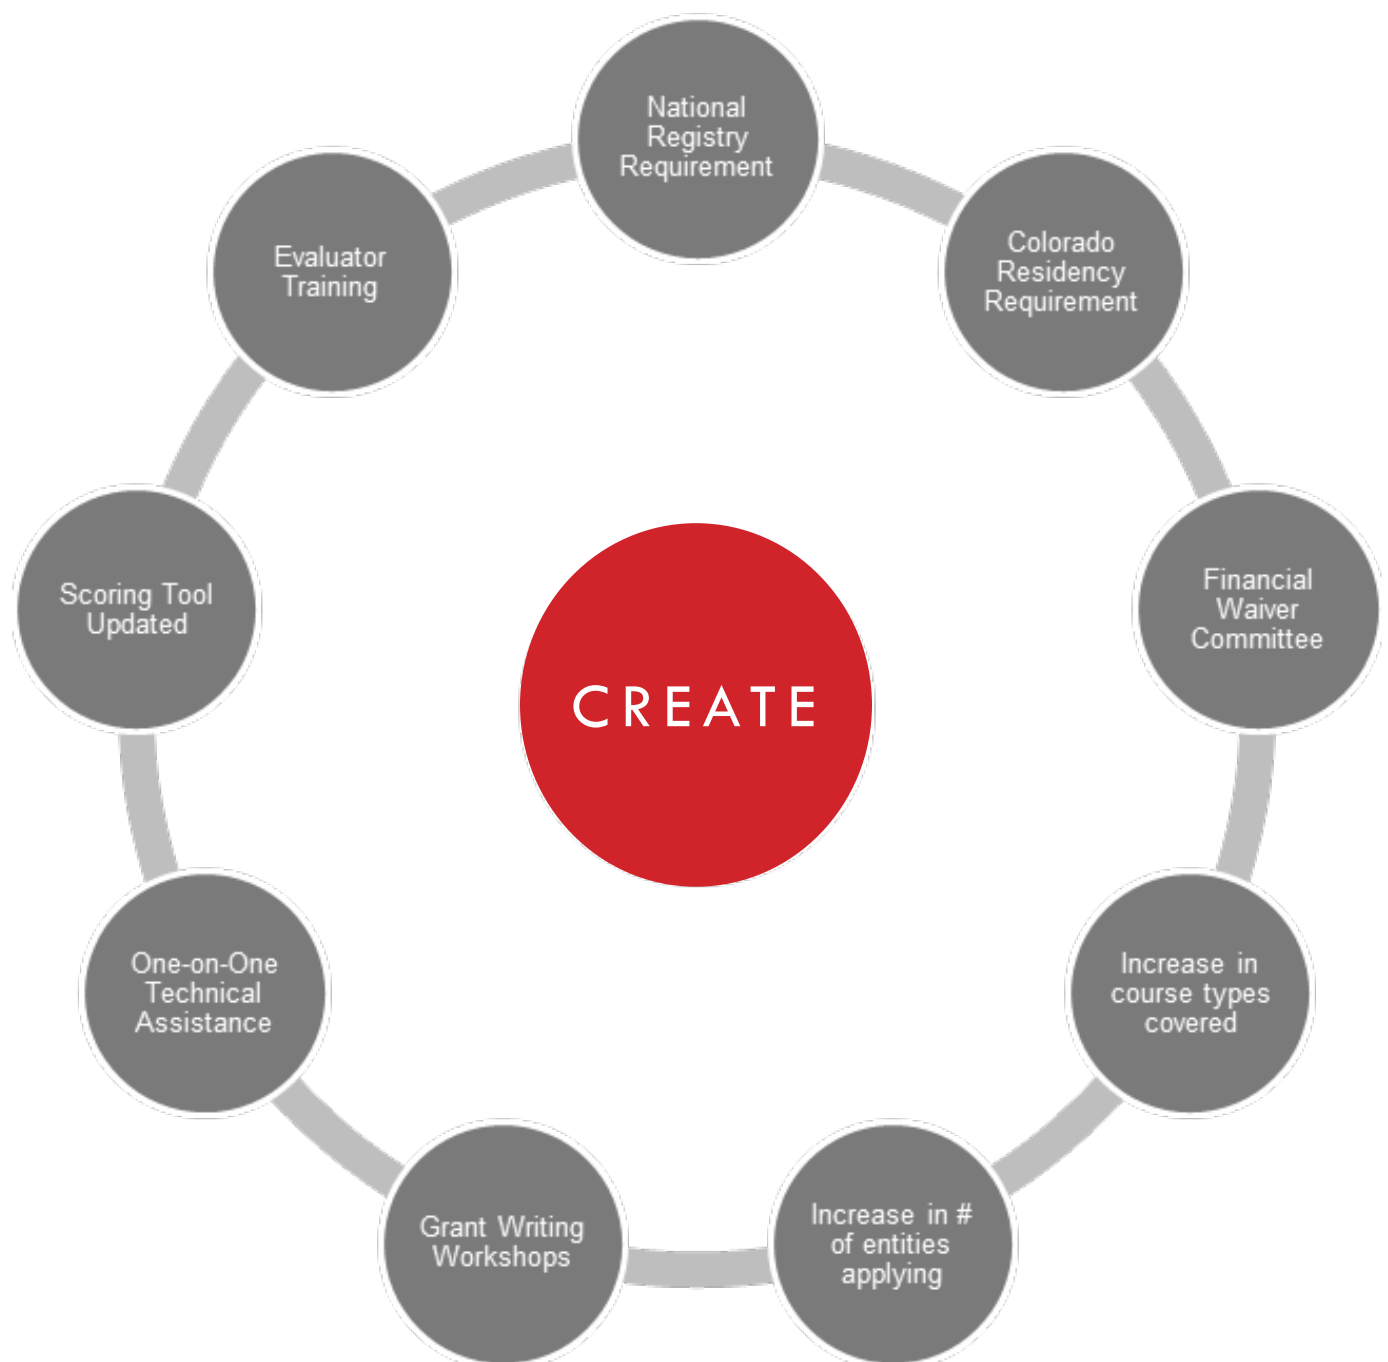 National
Registry
Requirement
Colorado
Residency
Requirement
Financial
Waiver
Committee
Increase in
course types
covered
Increase in #
of entities
applying
Grant Writing
Workshops
One-on-One
Technical
Assistance
Scoring Tool
Updated
Evaluator
Training
CREATE